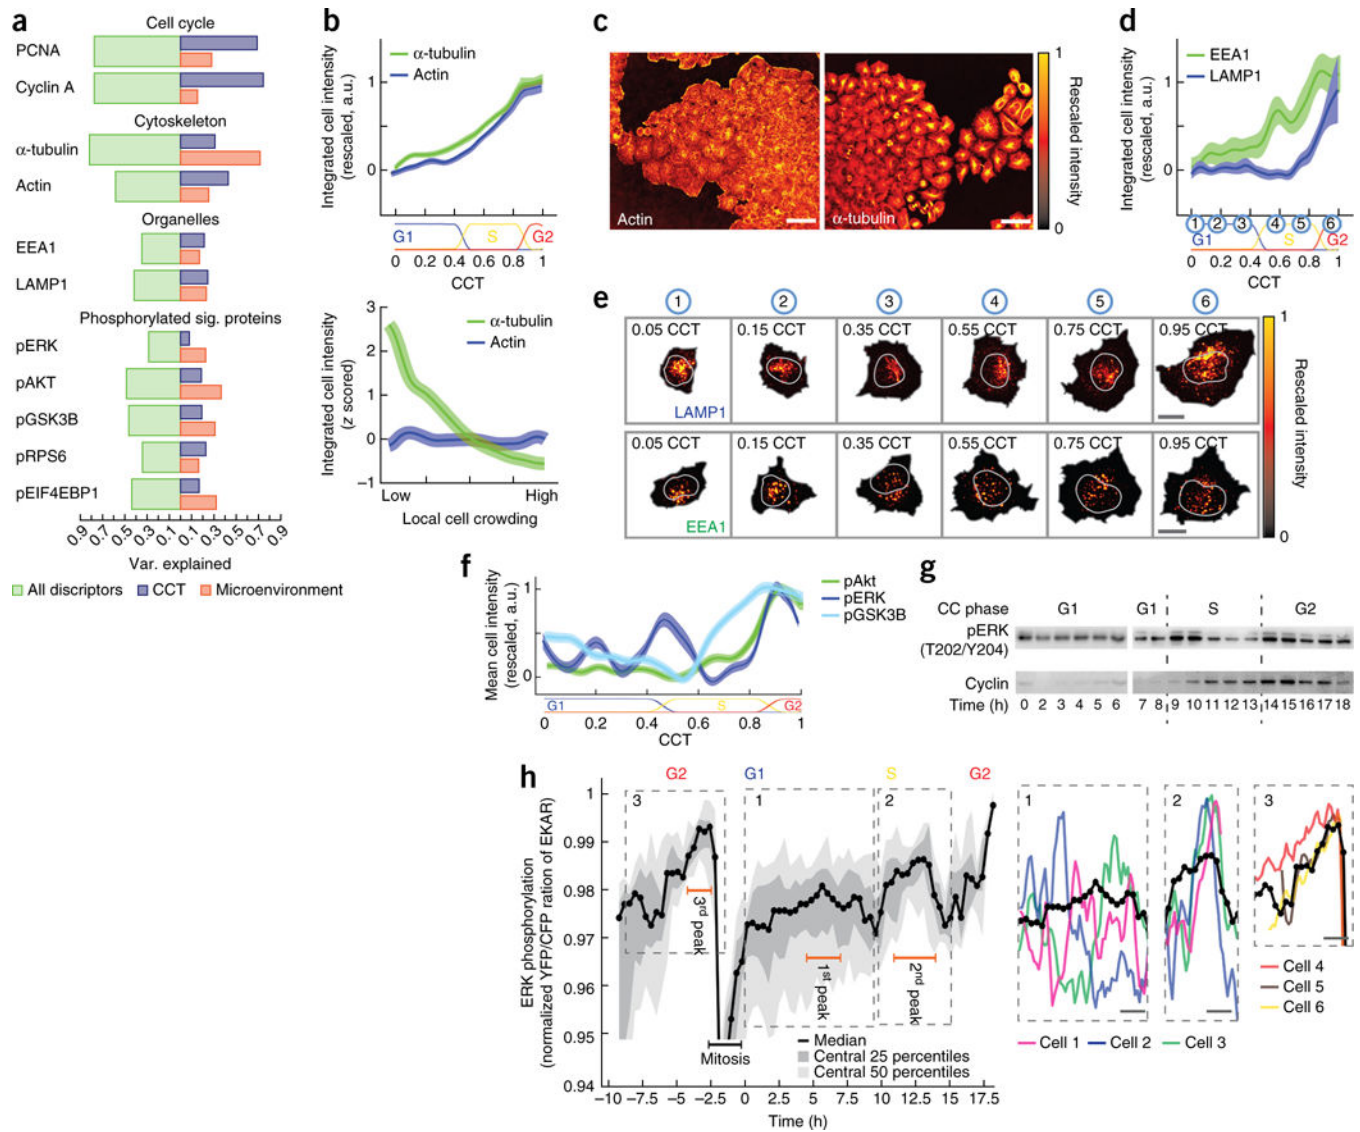 a
Cell cycle
PCNA
Cyclin A
Cytoskeleton
α-tubulin
Actin
Organelles
EEA1
LAMP1
Phosphorylated sig. proteins
pERK
pAKT
pGSK3B
pRPS6
pEIF4EBP1
0.9 0.7 0.5 0.3 0.1 0.1 0.3 0.5 0.7 0.9
Var. explained
All discriptors CCT Microenvironment
b
Integrated cell intensity
(rescaled, a.u.)
α-tubulin
Actin
1
0
G1 S G2
0 0.2 0.4 0.6 0.8 1
CCT
Integrated cell intensity
(z scored)
α-tubulin
Actin
3
2
1
0
−1
Low High
Local cell crowding
c
Actin
α-tubulin
1
0
Rescaled intensity
d
Integrated cell intensity
(rescaled, a.u.)
EEA1
LAMP1
1
0
1 2 3 4 5 6
G1 S G2
0 0.2 0.4 0.6 0.8 1
CCT
e
1 2 3 4 5 6
0.05 CCT 0.15 CCT 0.35 CCT 0.55 CCT 0.75 CCT 0.95 CCT
LAMP1
0.05 CCT 0.15 CCT 0.35 CCT 0.55 CCT 0.75 CCT 0.95 CCT
EEA1
1
0
Rescaled intensity
f
Mean cell intensity
(rescaled, a.u.)
1
0
pAkt
pERK
pGSK3B
G1 S G2
0 0.2 0.4 0.6 0.8 1
CCT
g
CC phase G1 G1 S G2
pERK
(T202/Y204)
Cyclin
Time (h) 0 2 3 4 5 6 7 8 9 10 11 12 13 14 15 16 17 18
h
ERK phosphorylation
(normalized YFP/CFP ration of EKAR)
G2 G1 S G2
1
0.99
0.98
0.97
0.96
0.95
0.94
3 1 2
3rd peak
1st peak
2nd peak
Mitosis
Median
Central 25 percentiles
Central 50 percentiles
−10 −7.5 −5 −2.5 0 2.5 5 7.5 10 12.5 15 17.5
Time (h)
1 2 3
Cell 4
Cell 5
Cell 6
Cell 1 Cell 2 Cell 3